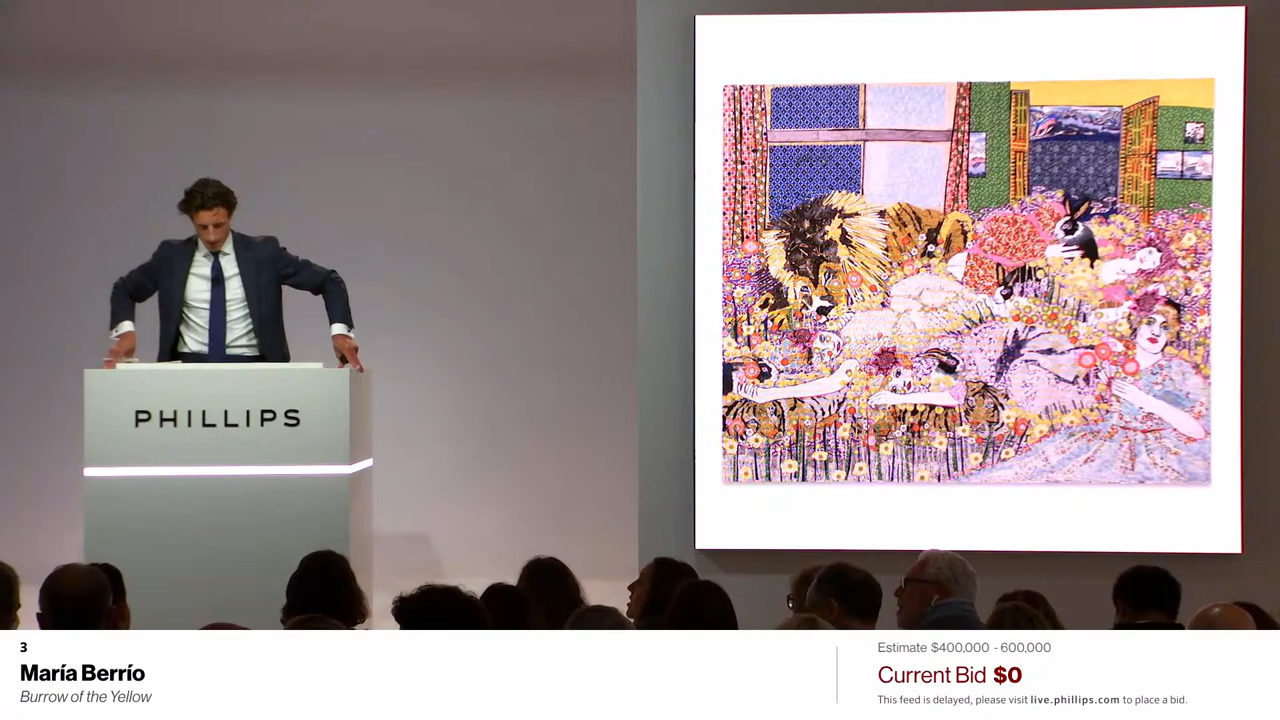 PHILLIPS
3
María Berrío
Burrow of the Yellow
Estimate $400,000 - 600,000
Current Bid $0
This feed is delayed, please visit live.phillips.com to place a bid.